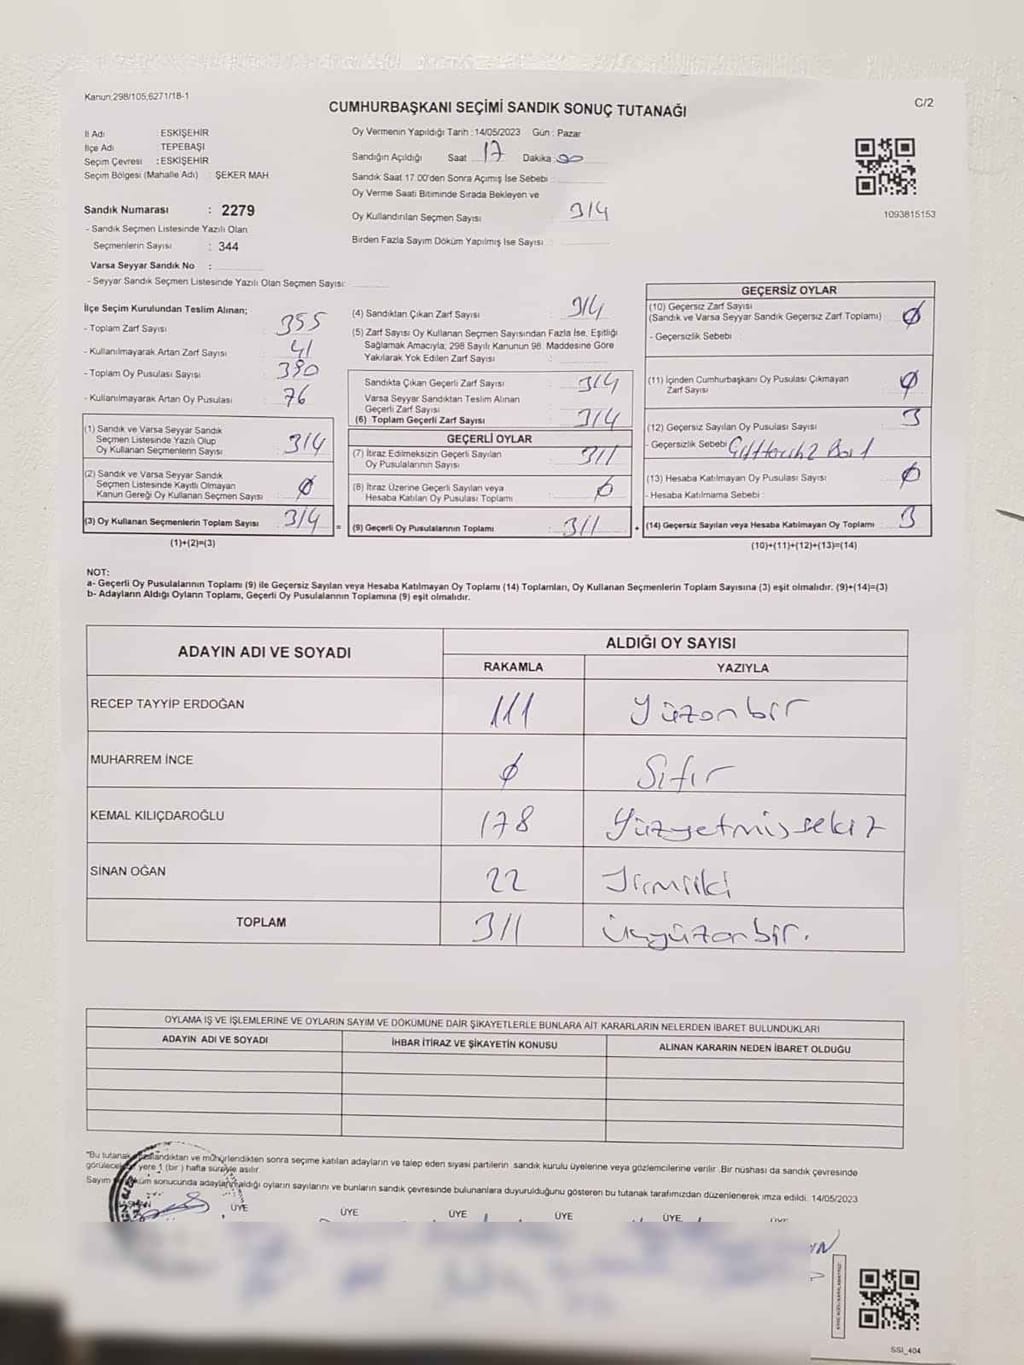 Kanun;298/105,6271/18-1
C/2
CUMHURBAŞKANI SEÇİMİ SANDIK SONUÇ TUTANAĞI
İl Adı : ESKİŞEHİR
İlçe Adı : TEPEBAŞI
Seçim Çevresi : ESKİŞEHİR
Seçim Bölgesi (Mahalle Adı) : ŞEKER MAH
Sandık Numarası : 2279
- Sandık Seçmen Listesinde Yazılı Olan
Seçmenlerin Sayısı : 344
Varsa Seyyar Sandık No :
- Seyyar Sandık Seçmen Listesinde Yazılı Olan Seçmen Sayısı:
Oy Vermenin Yapıldığı Tarih : 14/05/2023 Gün : Pazar
Sandığın Açıldığı Saat 17 Dakika 00
Sandık Saat 17.00'den Sonra Açılmış İse Sebebi :
Oy Verme Saati Bitiminde Sırada Bekleyen ve
Oy Kullandırılan Seçmen Sayısı 314
Birden Fazla Sayım Döküm Yapılmış İse Sayısı :
1093815153
İlçe Seçim Kurulundan Teslim Alınan;
- Toplam Zarf Sayısı 355
- Kullanılmayarak Artan Zarf Sayısı 41
- Toplam Oy Pusulası Sayısı 390
- Kullanılmayarak Artan Oy Pusulası 76
(1) Sandık ve Varsa Seyyar Sandık
Seçmen Listesinde Yazılı Olup
Oy Kullanan Seçmenlerin Sayısı 314
(2) Sandık ve Varsa Seyyar Sandık
Seçmen Listesinde Kayıtlı Olmayan
Kanun Gereği Oy Kullanan Seçmen Sayısı Ø
(3) Oy Kullanan Seçmenlerin Toplam Sayısı 314
(1)+(2)=(3)
(4) Sandıktan Çıkan Zarf Sayısı 314
(5) Zarf Sayısı Oy Kullanan Seçmen Sayısından Fazla İse, Eşitliği
Sağlamak Amacıyla; 298 Sayılı Kanunun 98. Maddesine Göre
Yakılarak Yok Edilen Zarf Sayısı :
Sandıkta Çıkan Geçerli Zarf Sayısı 314
Varsa Seyyar Sandıktan Teslim Alınan
Geçerli Zarf Sayısı
(6) Toplam Geçerli Zarf Sayısı 314
GEÇERLİ OYLAR
(7) İtiraz Edilmeksizin Geçerli Sayılan
Oy Pusulalarının Sayısı 311
(8) İtiraz Üzerine Geçerli Sayılan veya
Hesaba Katılan Oy Pusulası Toplamı Ø
= (9) Geçerli Oy Pusulalarının Toplamı 311
GEÇERSİZ OYLAR
(10) Geçersiz Zarf Sayısı
(Sandık ve Varsa Seyyar Sandık Geçersiz Zarf Toplamı) Ø
- Geçersizlik Sebebi :
(11) İçinden Cumhurbaşkanı Oy Pusulası Çıkmayan
Zarf Sayısı Ø
(12) Geçersiz Sayılan Oy Pusulası Sayısı 3
- Geçersizlik Sebebi
(13) Hesaba Katılmayan Oy Pusulası Sayısı Ø
- Hesaba Katılmama Sebebi :
+ (14) Geçersiz Sayılan veya Hesaba Katılmayan Oy Toplamı 3
(10)+(11)+(12)+(13)=(14)
NOT:
a- Geçerli Oy Pusulalarının Toplamı (9) ile Geçersiz Sayılan veya Hesaba Katılmayan Oy Toplamı (14) Toplamları, Oy Kullanan Seçmenlerin Toplam Sayısına (3) eşit olmalıdır. (9)+(14)=(3)
b- Adayların Aldığı Oyların Toplamı, Geçerli Oy Pusulalarının Toplamına (9) eşit olmalıdır.
ADAYIN ADI VE SOYADI
ALDIĞI OY SAYISI
RAKAMLA YAZIYLA
RECEP TAYYİP ERDOĞAN 111 Yüzonbir
MUHARREM İNCE Ø Sıfır
KEMAL KILIÇDAROĞLU 178 Yüzyetmişsekiz
SİNAN OĞAN 22 Yirmiiki
TOPLAM 311 Üçyüzonbir.
OYLAMA İŞ VE İŞLEMLERİNE VE OYLARIN SAYIM VE DÖKÜMÜNE DAİR ŞİKAYETLERLE BUNLARA AİT KARARLARIN NELERDEN İBARET BULUNDUKLARI
ADAYIN ADI VE SOYADI İHBAR İTİRAZ VE ŞİKAYETİN KONUSU ALINAN KARARIN NEDEN İBARET OLDUĞU
"Bu tutanak ve mühürlendikten sonra seçime katılan adayların ve talep eden siyasi partilerin sandık kurulu üyelerine veya gözlemcilerine verilir .Bir nüshası da sandık çevresinde
görülecek yere 1 (bir ) hafta süreyle asılır.
Sayım döküm sonucunda adayların aldığı oyların sayılarını ve bunların sandık çevresinde bulunanlara duyurulduğunu gösteren bu tutanak tarafımızdan düzenlenerek imza edildi. 14/05/2023
ÜYE ÜYE ÜYE ÜYE ÜYE
SSI_404